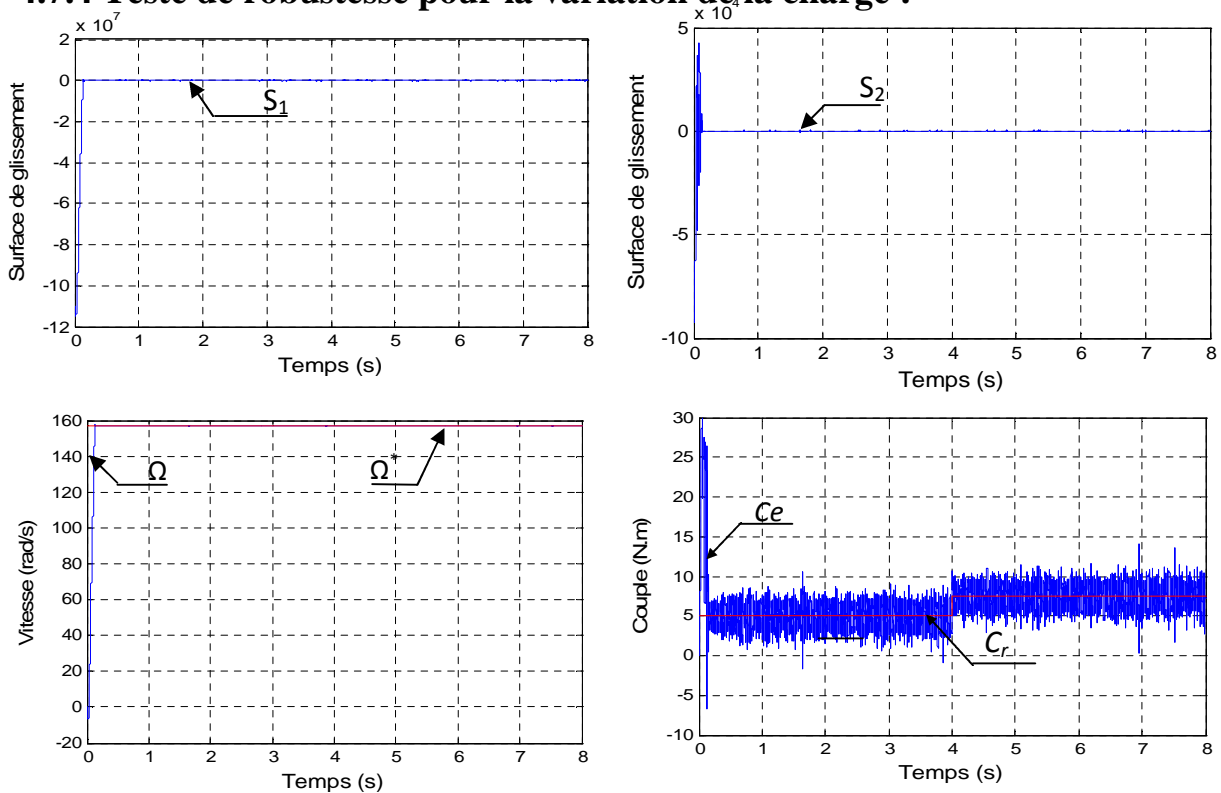 4.7.4 Teste de robustesse pour la variation de la charge :
x 10^7
2
0
-2
-4
-6
-8
-10
-12
0 1 2 3 4 5 6 7 8
Surface de glissement
S1
Temps (s)
x 10^4
5
0
-5
-10
0 1 2 3 4 5 6 7 8
Surface de glissement
S2
Temps (s)
160
140
120
100
80
60
40
20
0
-20
0 1 2 3 4 5 6 7 8
Vitesse (rad/s)
Ω
Ω*
Temps (s)
30
25
20
15
10
5
0
-5
-10
0 1 2 3 4 5 6 7 8
Couple (N.m)
Ce
Cr
Temps (s)